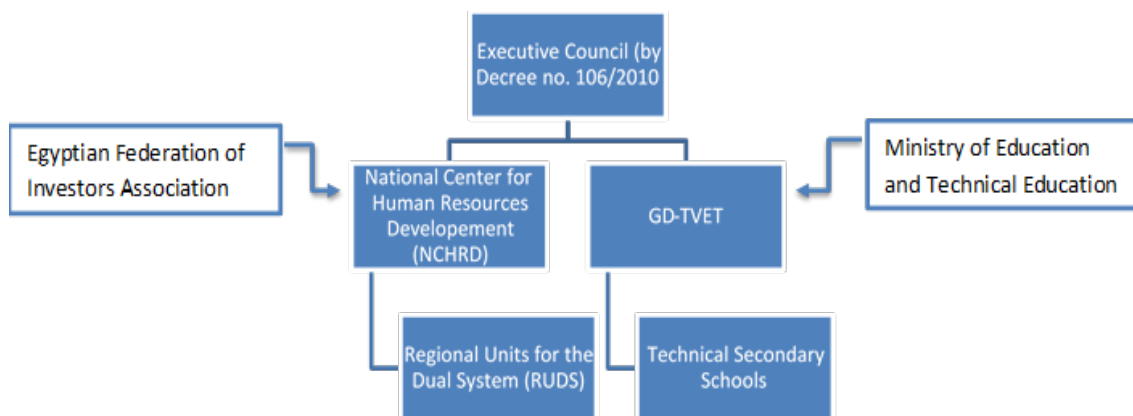 Executive Council (by
Decree no. 106/2010
Egyptian Federation of
Investors Association
Ministry of Education
and Technical Education
National Center for
Human Resources
Developement
(NCHRD)
GD-TVET
Regional Units for the
Dual System (RUDS)
Technical Secondary
Schools